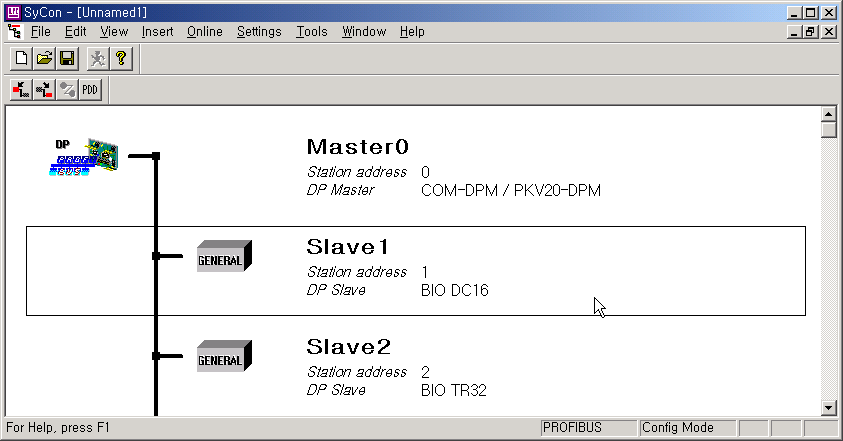 SyCon - [Unnamed1]
File Edit View Insert Online Settings Tools Window Help
PDD
DP
Master0
Station address 0
DP Master COM-DPM / PKV20-DPM
Slave1
GENERAL
Station address 1
DP Slave BIO DC16
Slave2
GENERAL
Station address 2
DP Slave BIO TR32
For Help, press F1 PROFIBUS Config Mode